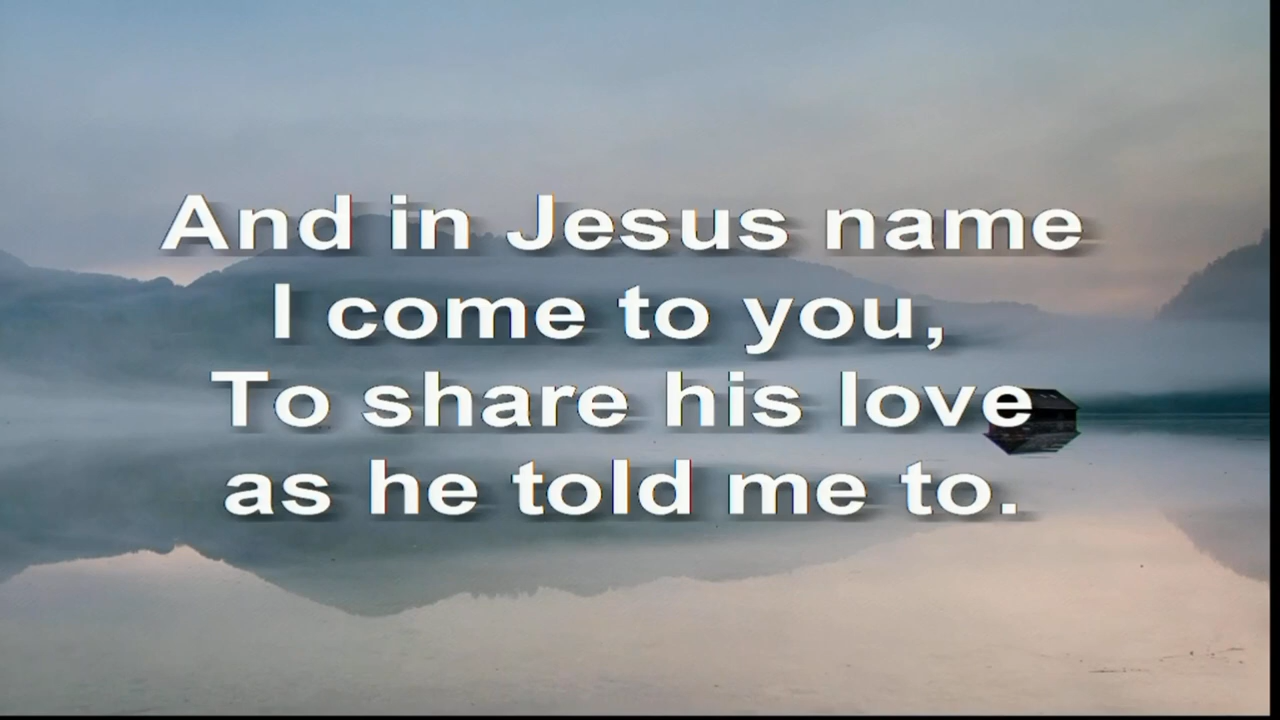 And in Jesus name
I come to you,
To share his love
as he told me to.